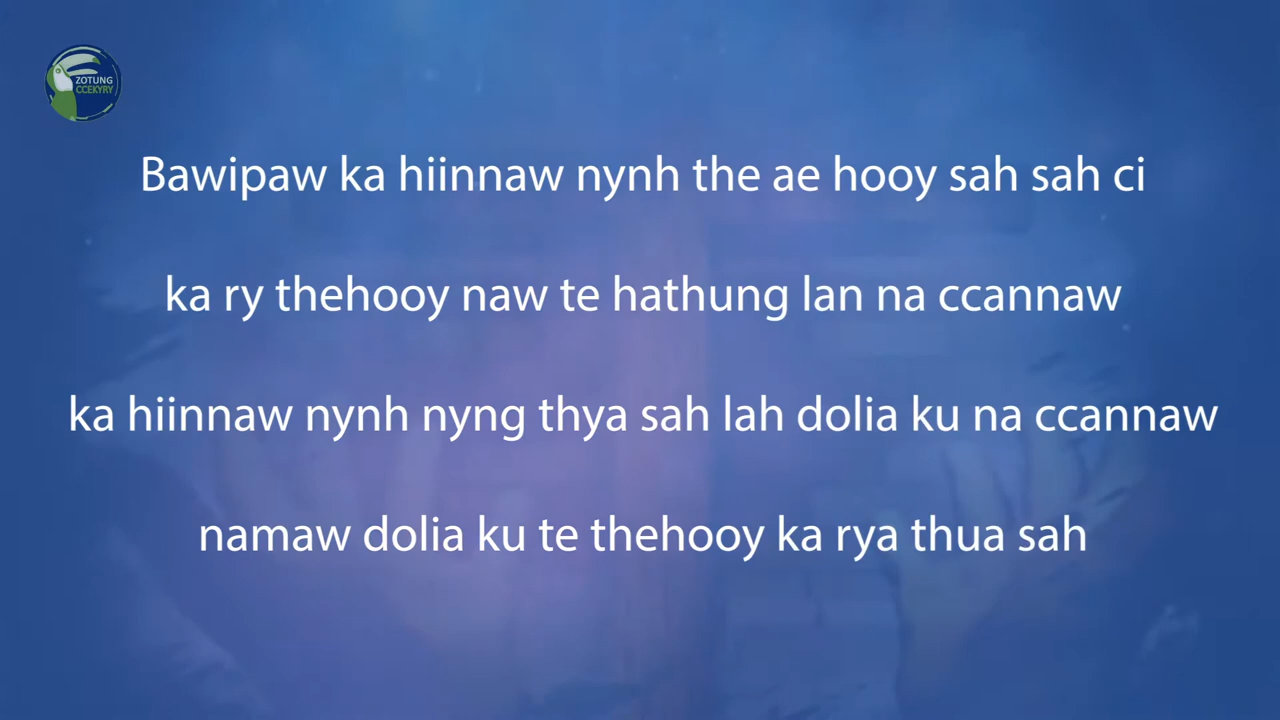 ZOTUNG
CCEKYRY
Bawipaw ka hiinnaw nynh the ae hooy sah sah ci
ka ry thehooy naw te hathung lan na ccannaw
ka hiinnaw nynh nyng thya sah lah dolia ku na ccannaw
namaw dolia ku te thehooy ka rya thua sah